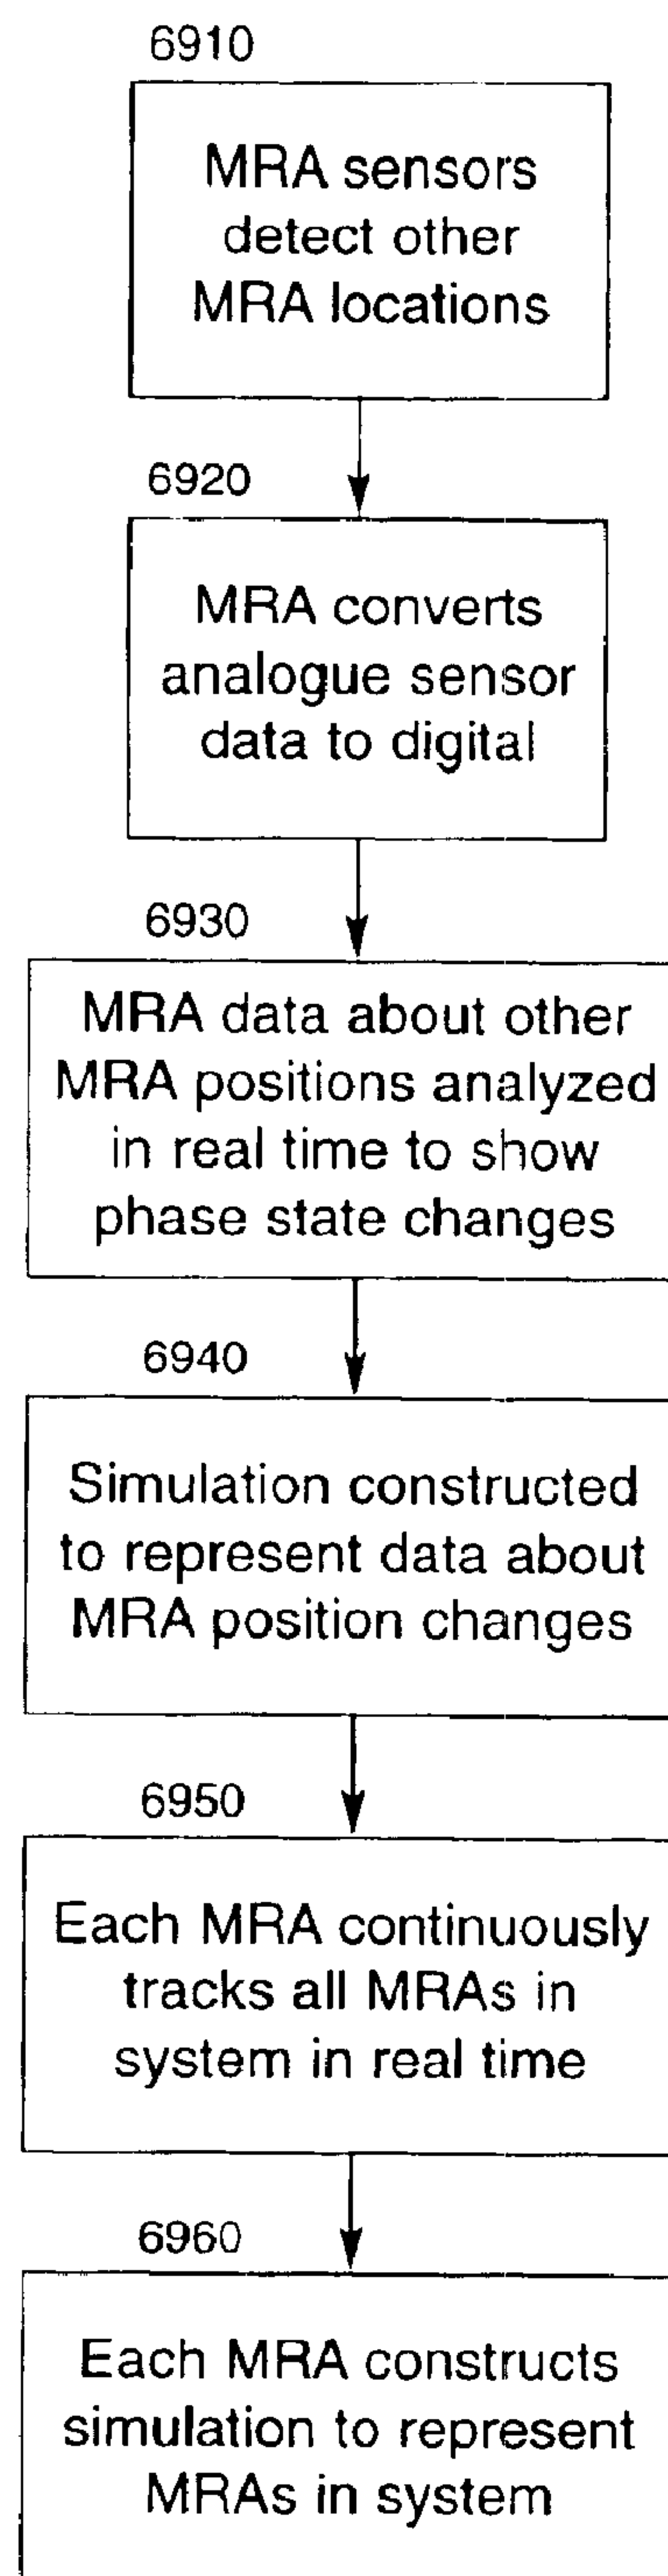 6910
MRA sensors
detect other
MRA locations
6920
MRA converts
analogue sensor
data to digital
6930
MRA data about other
MRA positions analyzed
in real time to show
phase state changes
6940
Simulation constructed
to represent data about
MRA position changes
6950
Each MRA continuously
tracks all MRAs in
system in real time
6960
Each MRA constructs
simulation to represent
MRAs in system